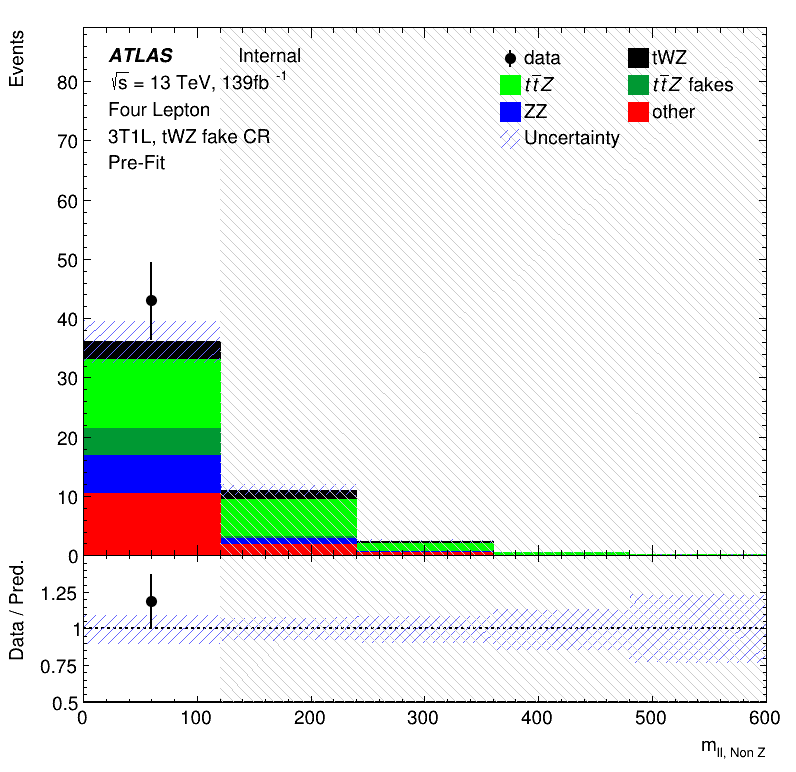 Events
ATLAS Internal
√s = 13 TeV, 139fb⁻¹
Four Lepton
3T1L, tWZ fake CR
Pre-Fit
data tWZ
tt̄Z tt̄Z fakes
ZZ other
Uncertainty
80
70
60
50
40
30
20
10
0
Data / Pred.
1.25
1
0.75
0.5
0 100 200 300 400 500 600
m_ll, Non Z